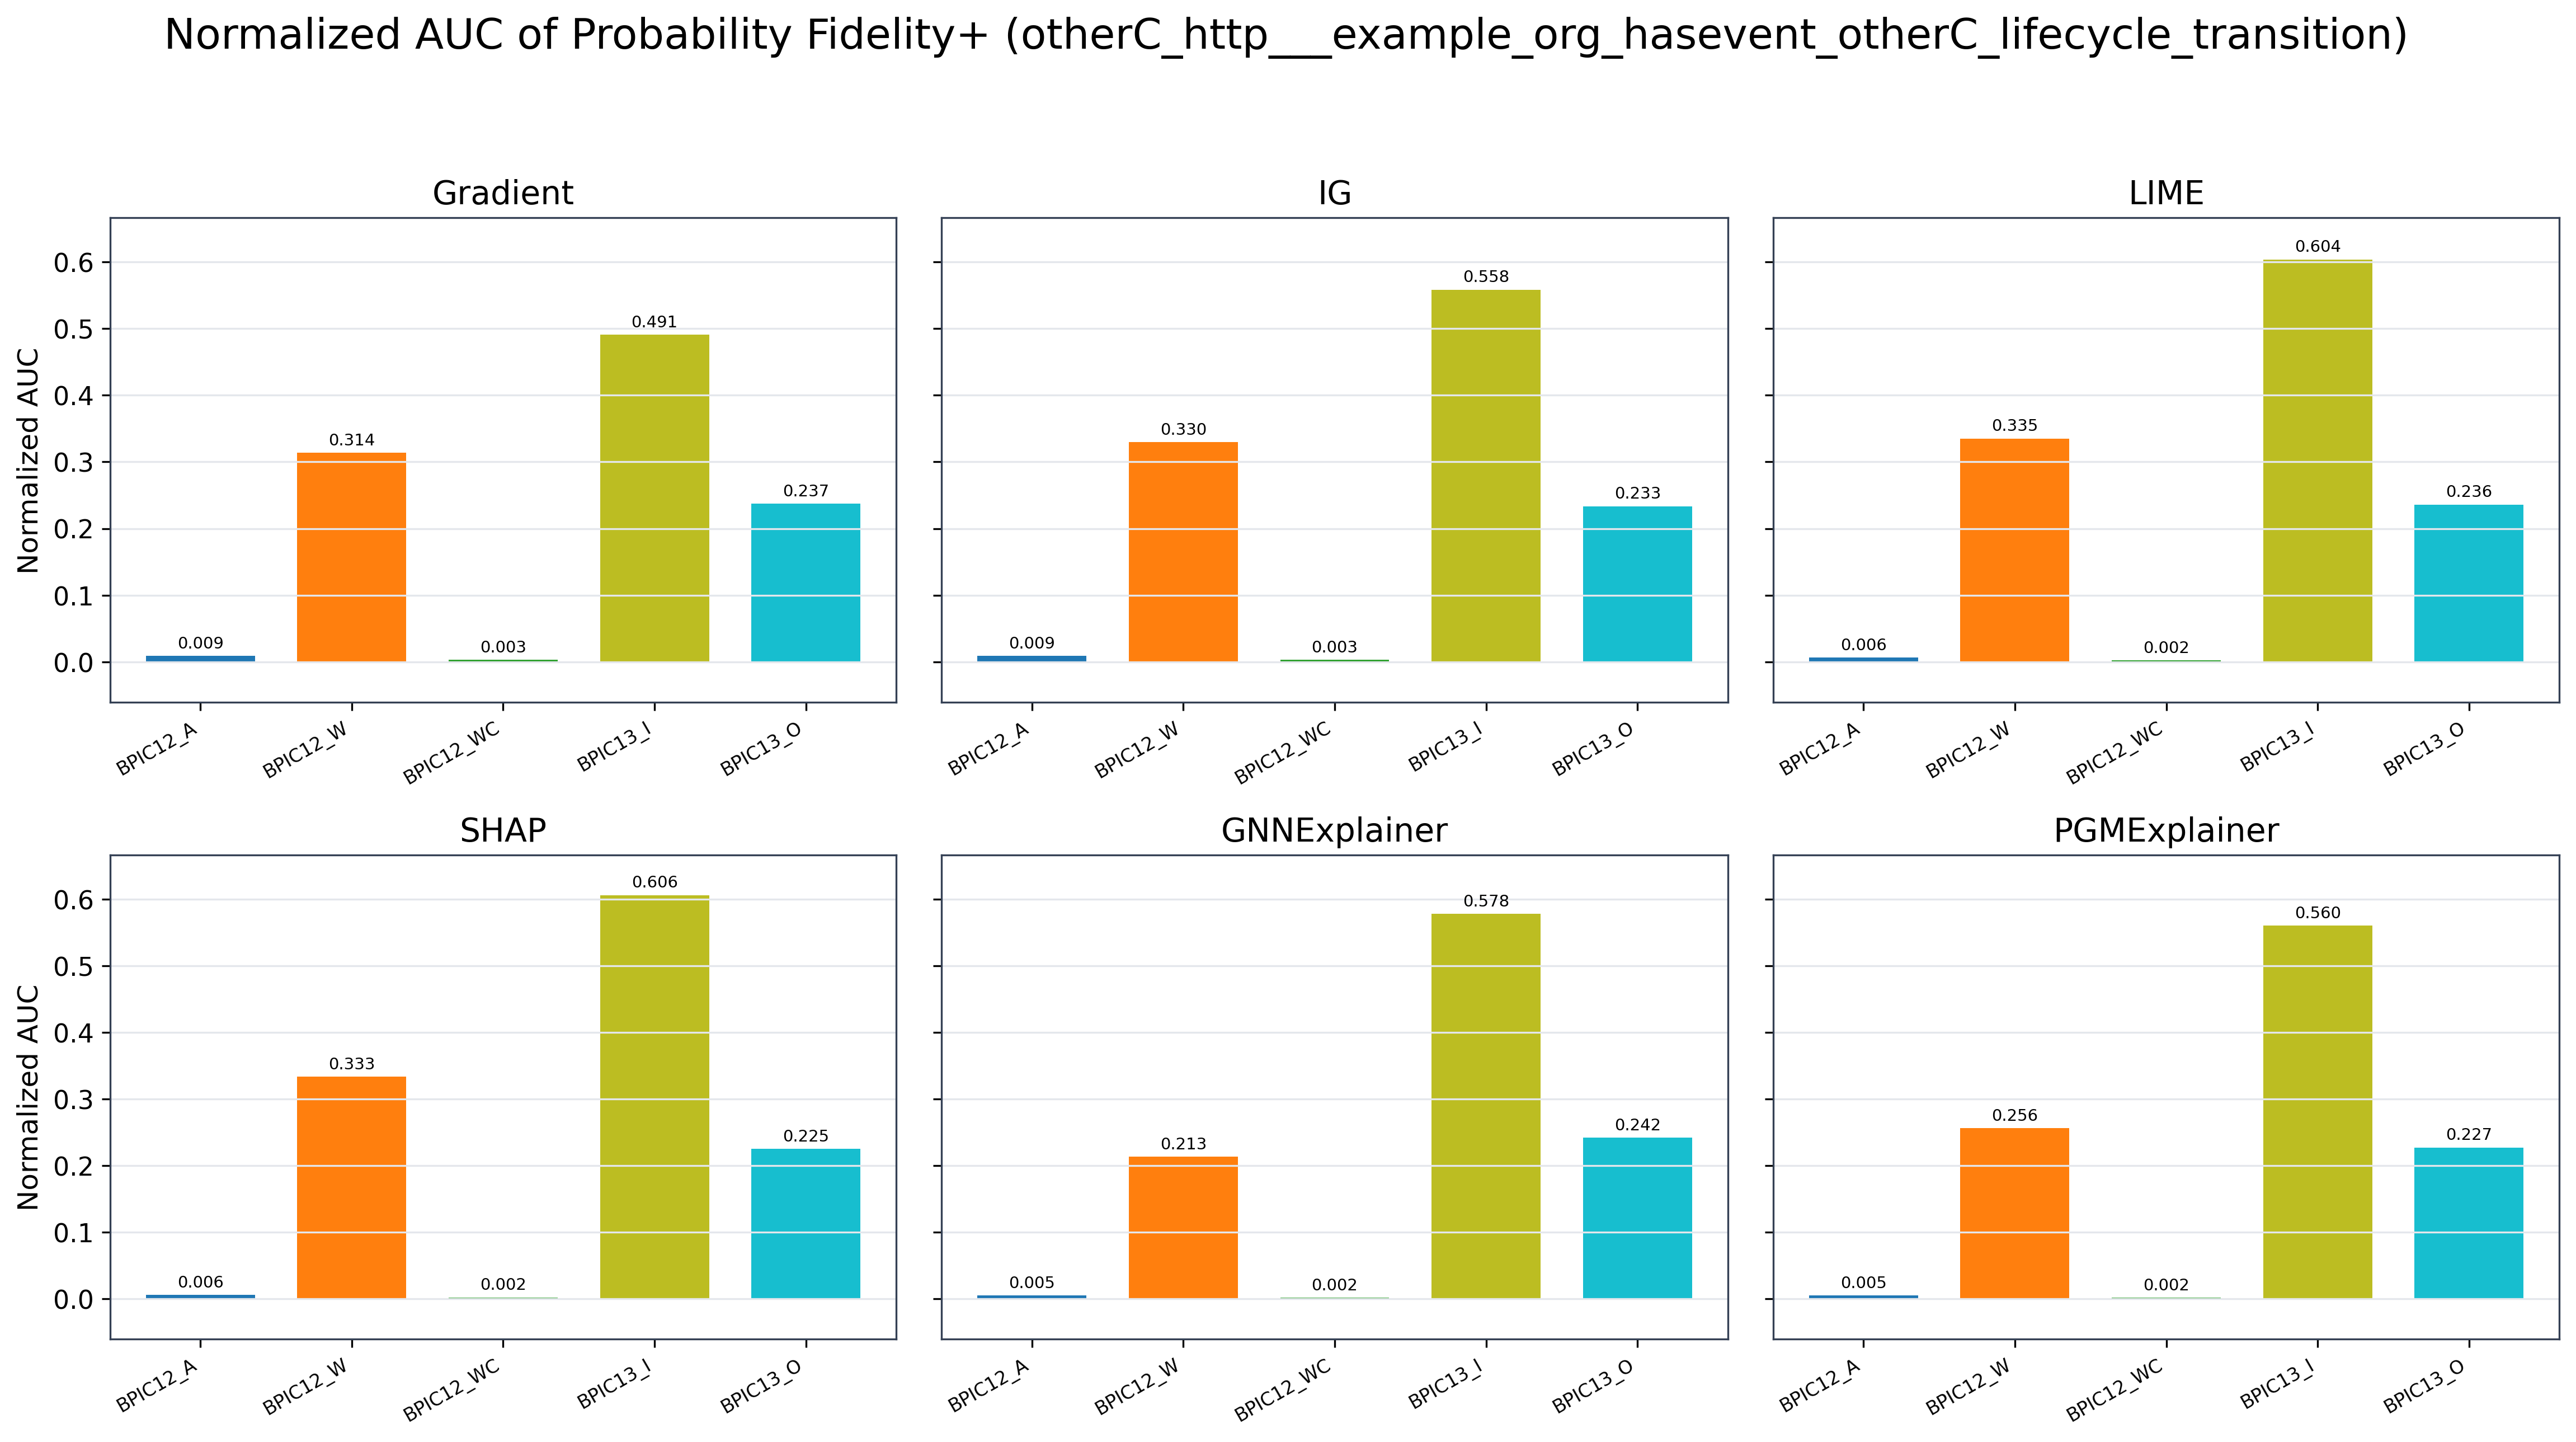 Normalized AUC of Probability Fidelity+ (otherC_http___example_org_hasevent_otherC_lifecycle_transition)
Gradient
IG
LIME
Normalized AUC
0.6
0.5
0.4
0.3
0.2
0.1
0.0
0.009
0.314
0.003
0.491
0.237
0.009
0.330
0.003
0.558
0.233
0.006
0.335
0.002
0.604
0.236
BPIC12_A
BPIC12_W
BPIC12_WC
BPIC13_I
BPIC13_O
BPIC12_A
BPIC12_W
BPIC12_WC
BPIC13_I
BPIC13_O
BPIC12_A
BPIC12_W
BPIC12_WC
BPIC13_I
BPIC13_O
SHAP
GNNExplainer
PGMExplainer
Normalized AUC
0.6
0.5
0.4
0.3
0.2
0.1
0.0
0.006
0.333
0.002
0.606
0.225
0.005
0.213
0.002
0.578
0.242
0.005
0.256
0.002
0.560
0.227
BPIC12_A
BPIC12_W
BPIC12_WC
BPIC13_I
BPIC13_O
BPIC12_A
BPIC12_W
BPIC12_WC
BPIC13_I
BPIC13_O
BPIC12_A
BPIC12_W
BPIC12_WC
BPIC13_I
BPIC13_O